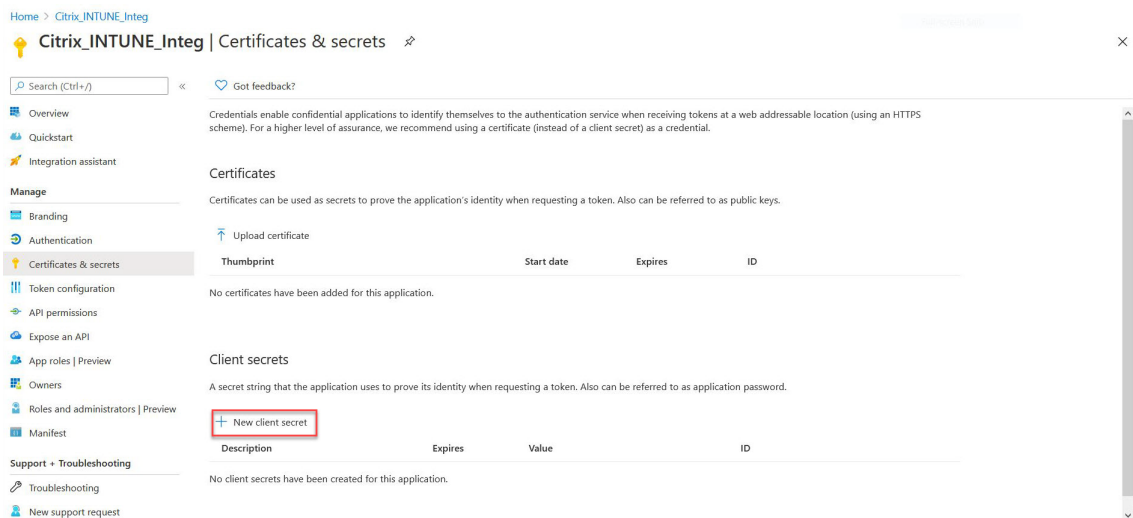 Home > Citrix_INTUNE_Integ
Citrix_INTUNE_Integ | Certificates & secrets
Search (Ctrl+/)
«
Got feedback?
Overview
Quickstart
Integration assistant
Manage
Branding
Authentication
Certificates & secrets
Token configuration
API permissions
Expose an API
App roles | Preview
Owners
Roles and administrators | Preview
Manifest
Support + Troubleshooting
Troubleshooting
New support request
Credentials enable confidential applications to identify themselves to the authentication service when receiving tokens at a web addressable location (using an HTTPS
scheme). For a higher level of assurance, we recommend using a certificate (instead of a client secret) as a credential.
Certificates
Certificates can be used as secrets to prove the application's identity when requesting a token. Also can be referred to as public keys.
Upload certificate
Thumbprint Start date Expires ID
No certificates have been added for this application.
Client secrets
A secret string that the application uses to prove its identity when requesting a token. Also can be referred to as application password.
New client secret
Description Expires Value ID
No client secrets have been created for this application.